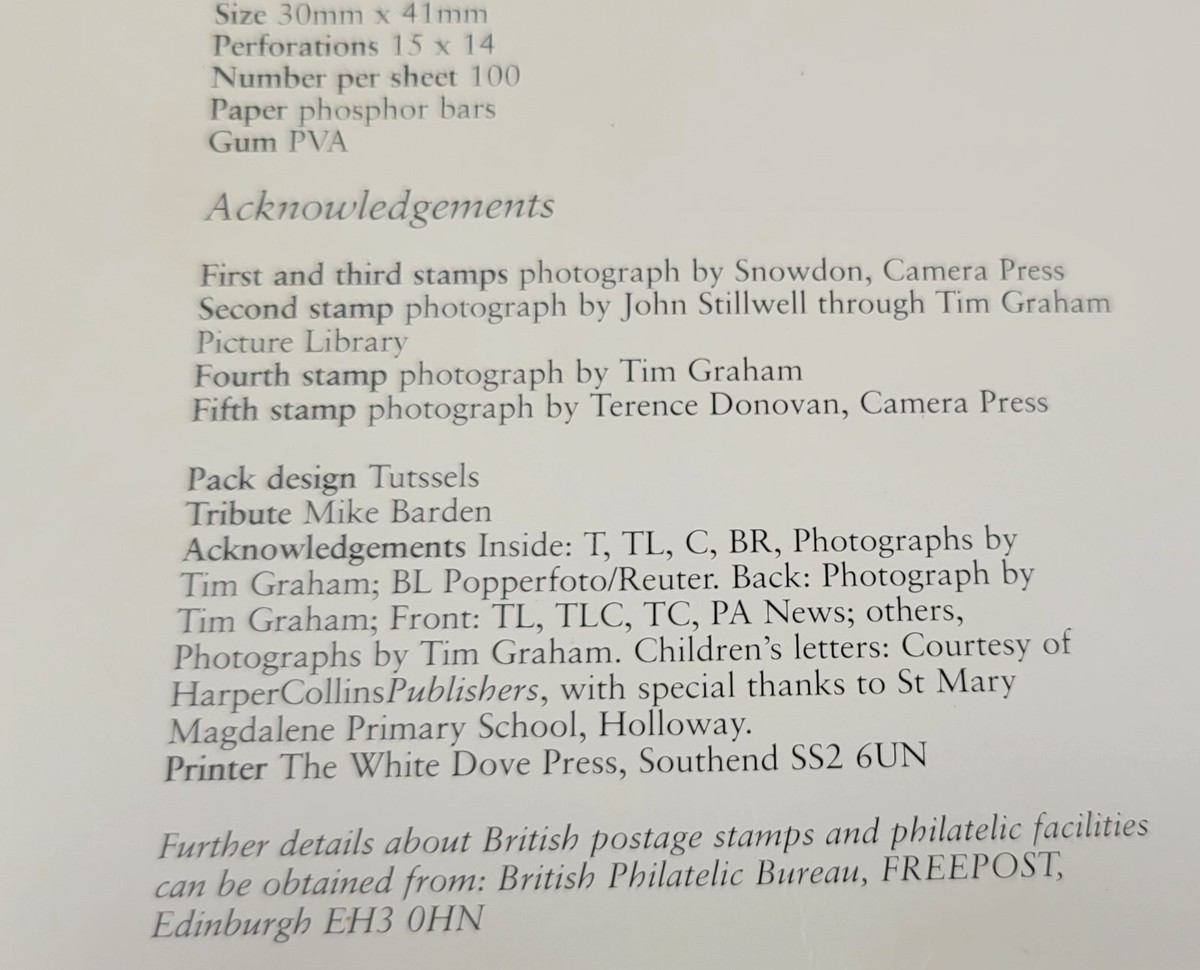 Size 30mm x 41mm
Perforations 15 x 14
Number per sheet 100
Paper phosphor bars
Gum PVA
Acknowledgements
First and third stamps photograph by Snowdon, Camera Press
Second stamp photograph by John Stillwell through Tim Graham
Picture Library
Fourth stamp photograph by Tim Graham
Fifth stamp photograph by Terence Donovan, Camera Press
Pack design Tutssels
Tribute Mike Barden
Acknowledgements Inside: T, TL, C, BR, Photographs by
Tim Graham; BL Popperfoto/Reuter. Back: Photograph by
Tim Graham; Front: TL, TLC, TC, PA News; others,
Photographs by Tim Graham. Children's letters: Courtesy of
HarperCollinsPublishers, with special thanks to St Mary
Magdalene Primary School, Holloway.
Printer The White Dove Press, Southend SS2 6UN
Further details about British postage stamps and philatelic facilities
can be obtained from: British Philatelic Bureau, FREEPOST,
Edinburgh EH3 0HN